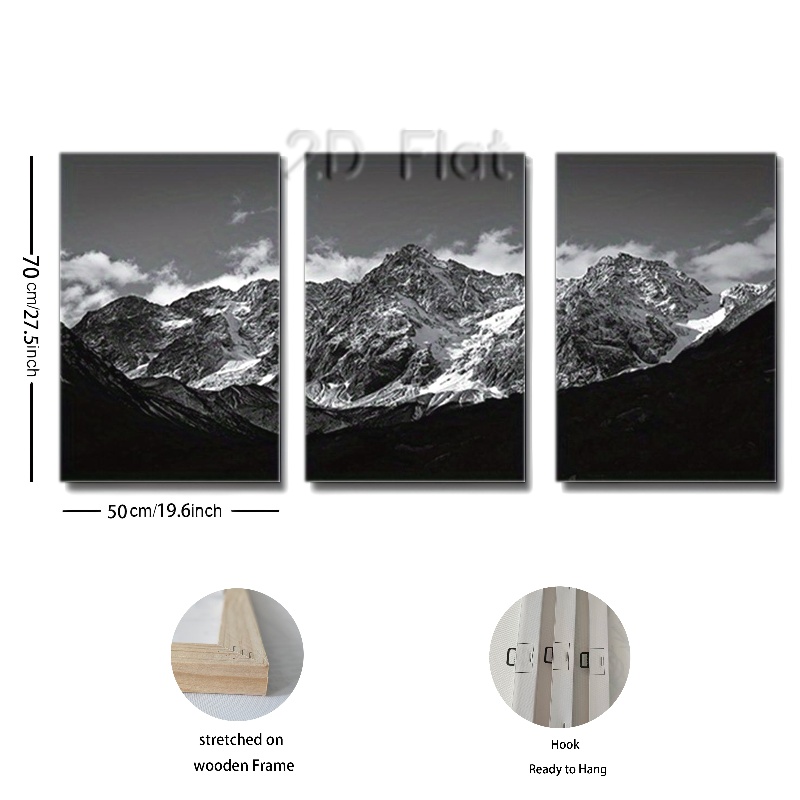 2D Flat
70cm/27.5inch
50cm/19.6inch
stretched on
wooden Frame
Hook
Ready to Hang